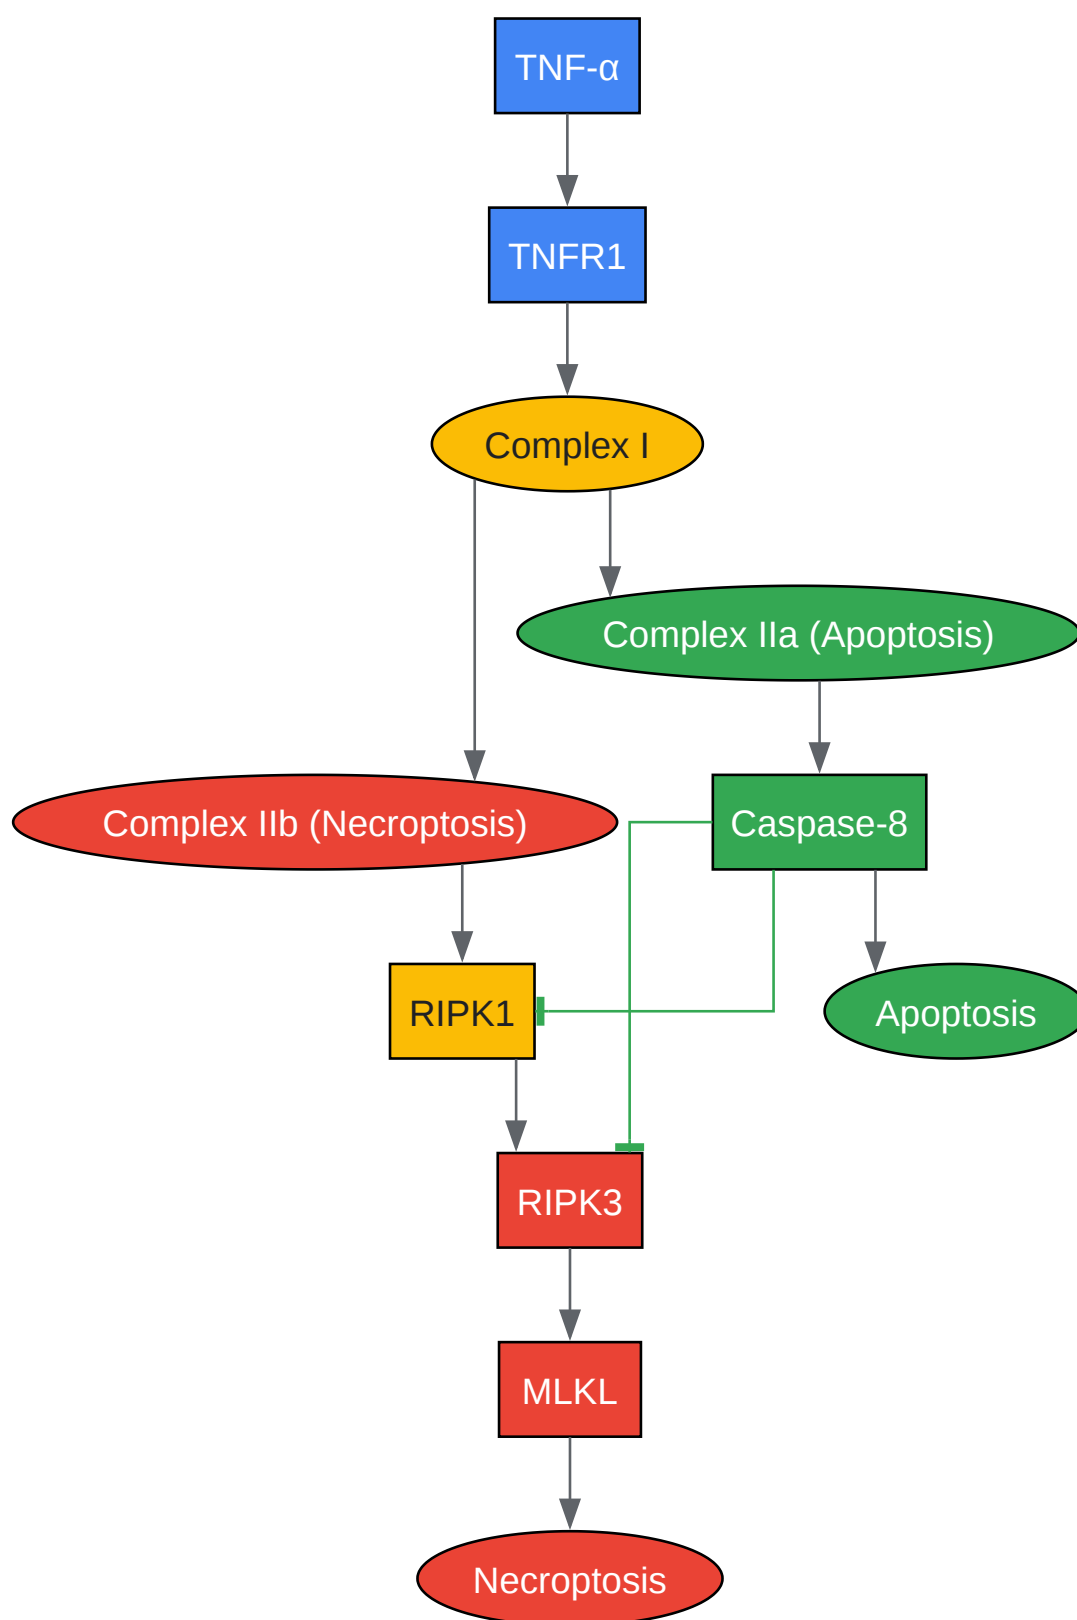 TNF-α
TNFR1
Complex I
Complex IIa (Apoptosis)
Complex IIb (Necroptosis)
Caspase-8
RIPK1
Apoptosis
RIPK3
MLKL
Necroptosis